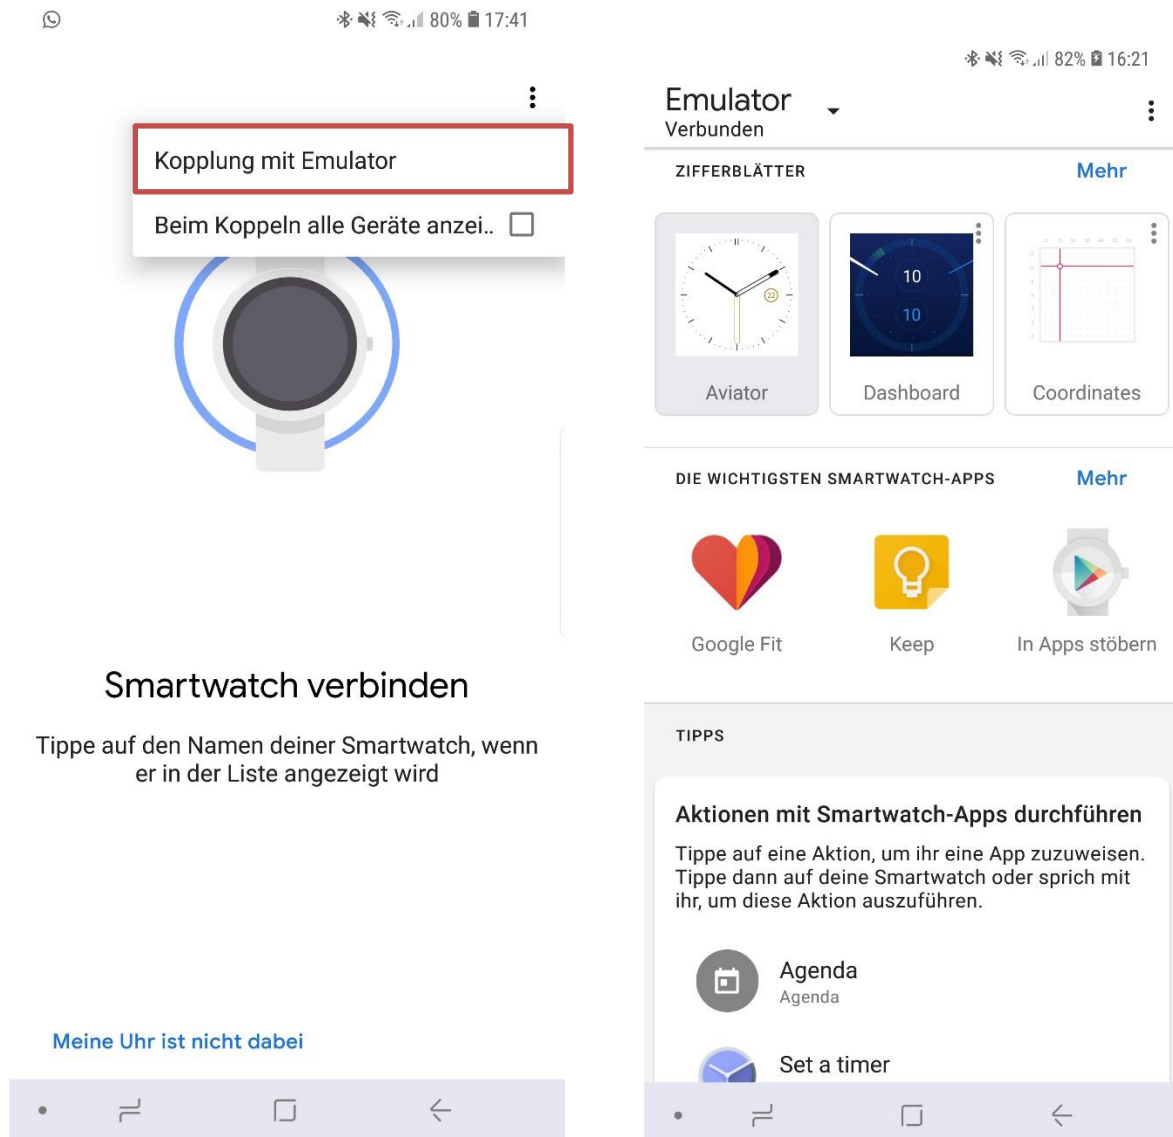 80% 17:41
Kopplung mit Emulator
Beim Koppeln alle Geräte anzei..
Smartwatch verbinden
Tippe auf den Namen deiner Smartwatch, wenn
er in der Liste angezeigt wird
Meine Uhr ist nicht dabei
82% 16:21
Emulator
Verbunden
ZIFFERBLÄTTER Mehr
22
10
10
Aviator Dashboard Coordinates
DIE WICHTIGSTEN SMARTWATCH-APPS Mehr
Google Fit Keep In Apps stöbern
TIPPS
Aktionen mit Smartwatch-Apps durchführen
Tippe auf eine Aktion, um ihr eine App zuzuweisen.
Tippe dann auf deine Smartwatch oder sprich mit
ihr, um diese Aktion auszuführen.
Agenda
Agenda
Set a timer